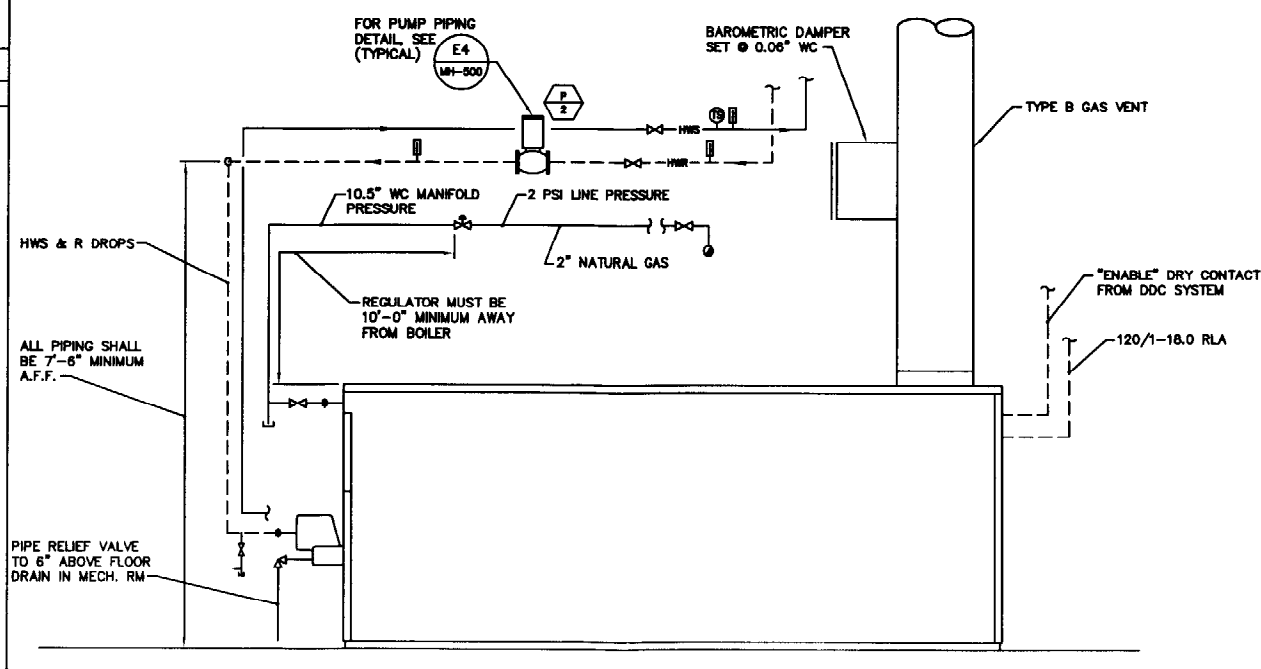 FOR PUMP PIPING
DETAIL, SEE
(TYPICAL)
E4
MH-500
P
2
BAROMETRIC DAMPER
SET @ 0.06" WC
TYPE B GAS VENT
HWS
TS
HWR
10.5" WC MANIFOLD
PRESSURE
2 PSI LINE PRESSURE
2" NATURAL GAS
HWS & R DROPS
REGULATOR MUST BE
10'-0" MINIMUM AWAY
FROM BOILER
"ENABLE" DRY CONTACT
FROM DDC SYSTEM
120/1-18.0 RLA
ALL PIPING SHALL
BE 7'-6" MINIMUM
A.F.F.
PIPE RELIEF VALVE
TO 6" ABOVE FLOOR
DRAIN IN MECH. RM